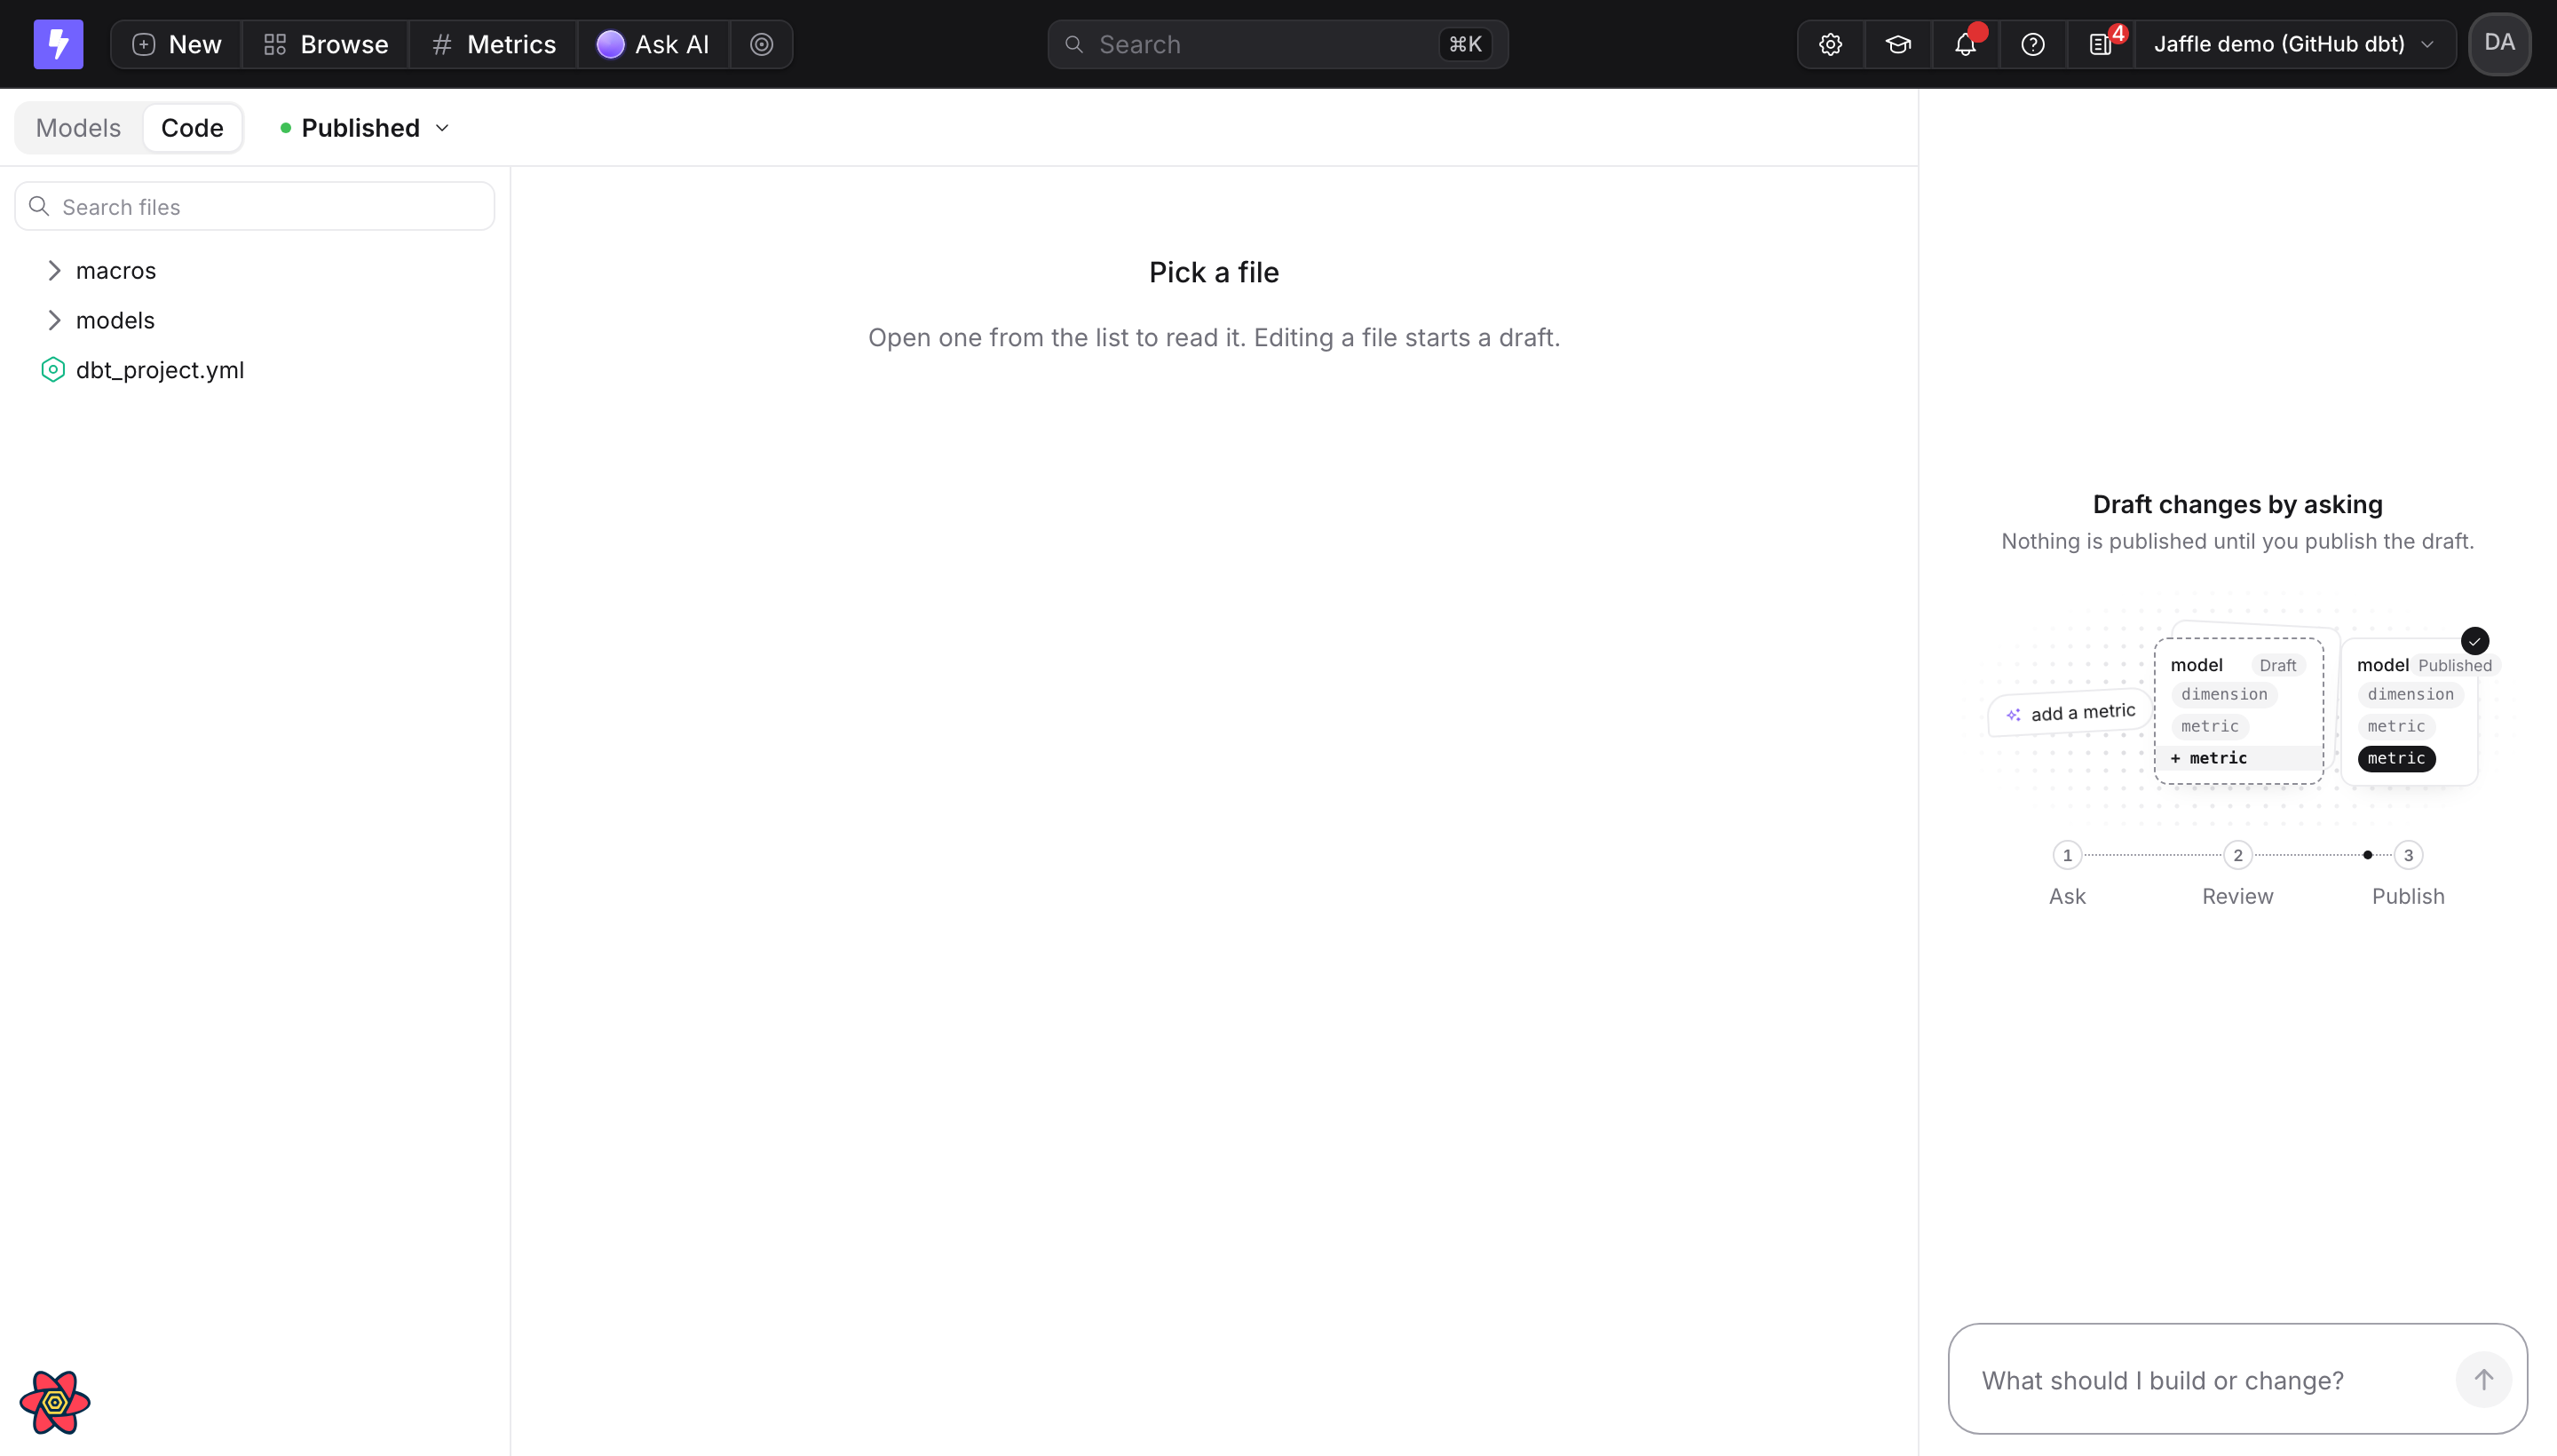 New
Browse
Metrics
Ask AI
Search
⌘K
4
Jaffle demo (GitHub dbt)
DA
Models
Code
Published
Search files
macros
models
dbt_project.yml
Pick a file
Open one from the list to read it. Editing a file starts a draft.
Draft changes by asking
Nothing is published until you publish the draft.
add a metric
model Draft
dimension
metric
+ metric
model Published
dimension
metric
metric
1 2 3
Ask Review Publish
What should I build or change?